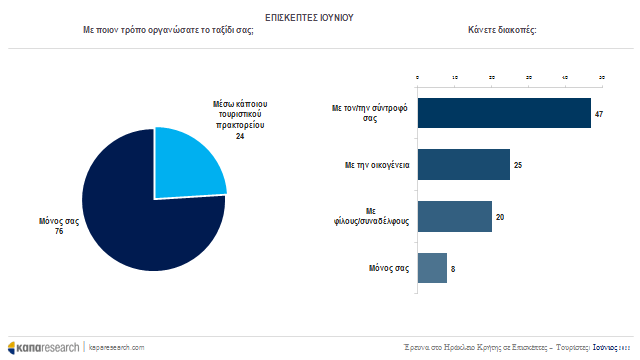 ΕΠΙΣΚΕΠΤΕΣ ΙΟΥΝΙΟΥ
Με ποιον τρόπο οργανώσατε το ταξίδι σας;
Μέσω κάποιου
τουριστικού
πρακτορείου
24
Μόνος σας
76
Κάνετε διακοπές:
0 10 20 30 40 50
Με τον/την σύντροφό
σας
47
Με την οικογένεια
25
Με
φίλους/συναδέλφους
20
Μόνος σας
8
καπαresearch | kaparesearch.com
Έρευνα στο Ηράκλειο Κρήτης σε Επισκέπτες – Τουρίστες| Ιούνιος 2022